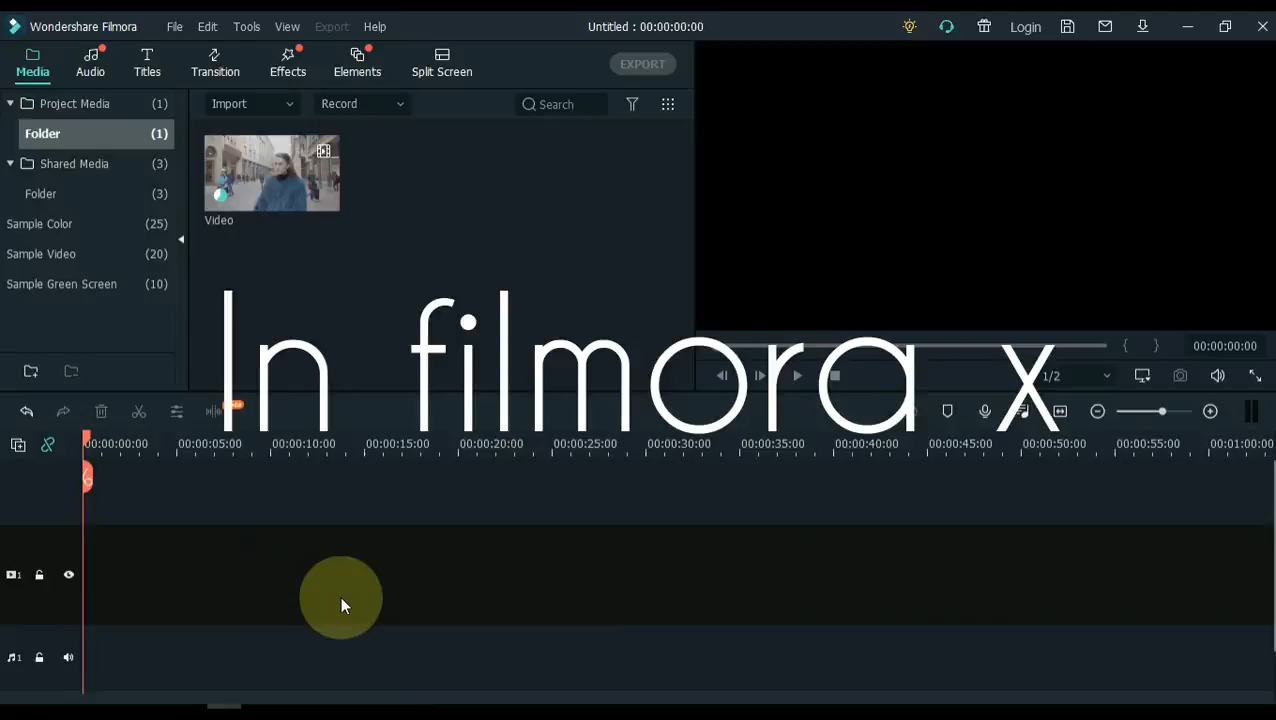 Wondershare Filmora File Edit Tools View Export Help Untitled : 00:00:00:00 Login
Media Audio Titles Transition Effects Elements Split Screen EXPORT
Project Media (1) Import Record Search
Folder (1)
Shared Media (3)
Folder (3)
Video
Sample Color (25)
Sample Video (20)
Sample Green Screen (10)
In filmora x
{ } 00:00:00:00
1/2
00:00:00:00 00:00:05:00 00:00:10:00 00:00:15:00 00:00:20:00 00:00:25:00 00:00:30:00 00:00:35:00 00:00:40:00 00:00:45:00 00:00:50:00 00:00:55:00 00:01:00:00
1
1